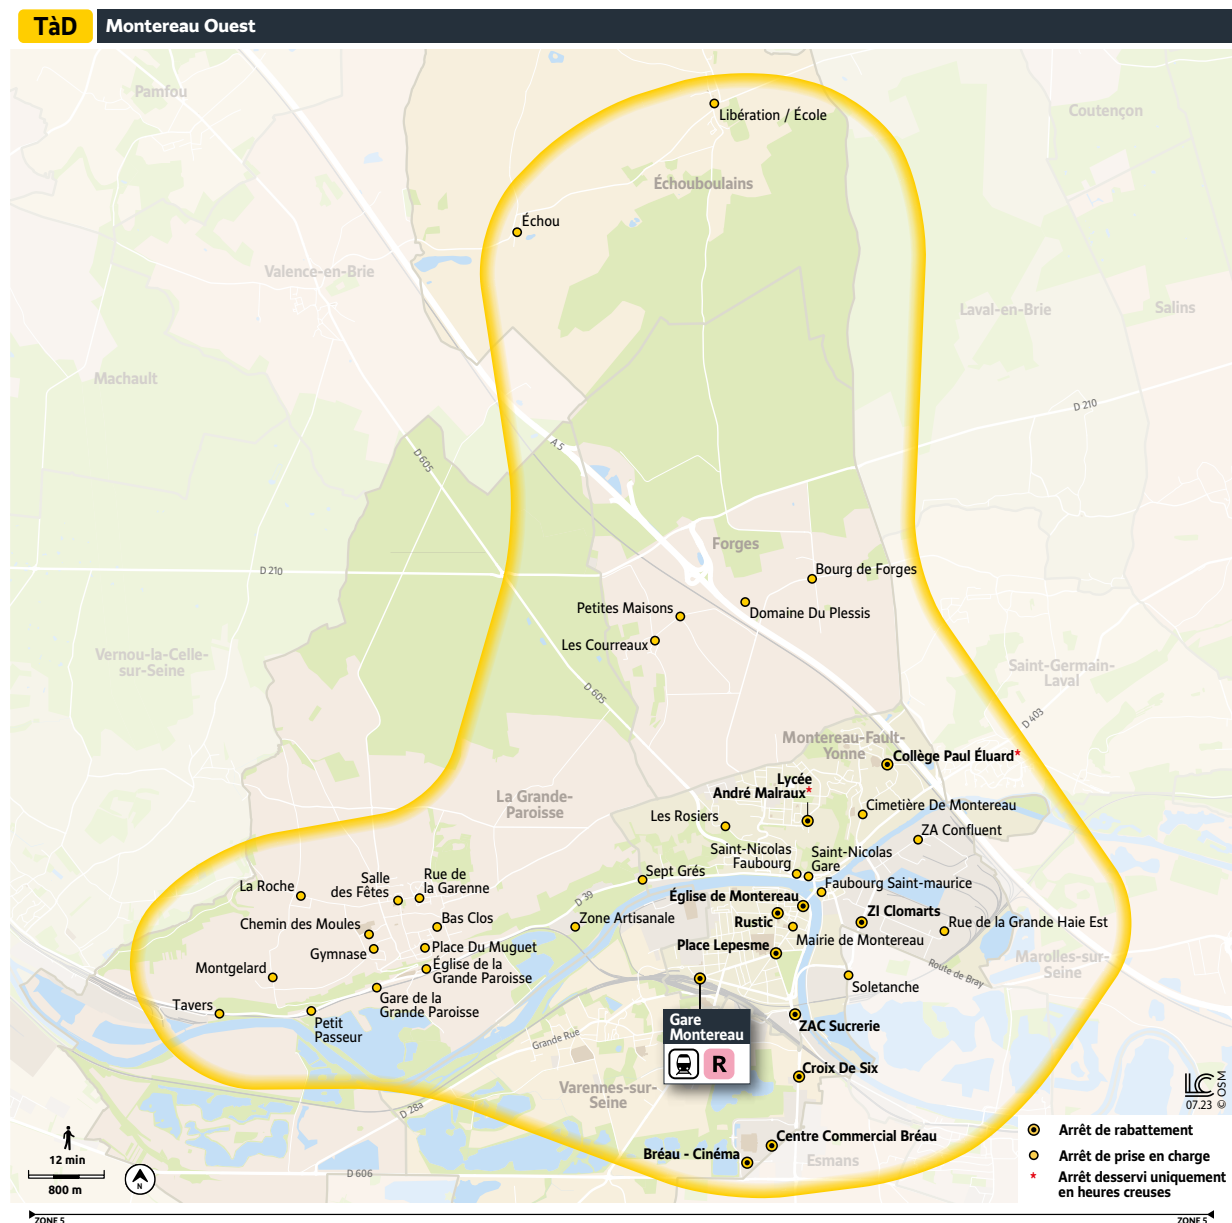 TàD
Montereau Ouest
Pamfou
Coutençon
Libération / École
Échouboulains
Échou
Valence-en-Brie
Laval-en-Brie
Salins
Machault
D 210
A 5
D 605
Forges
D 210
Bourg de Forges
Petites Maisons
Domaine Du Plessis
Les Courreaux
Vernou-la-Celle-
sur-Seine
Saint-Germain-
Laval
D 605
D 403
Montereau-Fault-
Yonne
Collège Paul Éluard*
Lycée
André Malraux*
La Grande-
Paroisse
Les Rosiers
Cimetière De Montereau
ZA Confluent
Saint-Nicolas
Faubourg
Saint-Nicolas
Gare
Sept Grés
Faubourg Saint-maurice
La Roche
Salle
des Fêtes
Rue de
la Garenne
D 39
Église de Montereau
Chemin des Moules
Bas Clos
Zone Artisanale
Rustic
ZI Clomarts
Rue de la Grande Haie Est
Mairie de Montereau
Gymnase
Place Du Muguet
Place Lepesme
Marolles-sur-
Seine
Montgelard
Église de la
Grande Paroisse
Route de Bray
Soletanche
Tavers
Petit
Passeur
Gare de la
Grande Paroisse
Gare
Montereau
R
ZAC Sucrerie
Grande Rue
Croix De Six
Varennes-sur-
Seine
D 28a
LC
07.23
© OSM
Centre Commercial Bréau
Bréau - Cinéma
Esmans
D 606
12 min
800 m
N
Arrêt de rabattement
Arrêt de prise en charge
* Arrêt desservi uniquement
en heures creuses
ZONE 5
ZONE 5